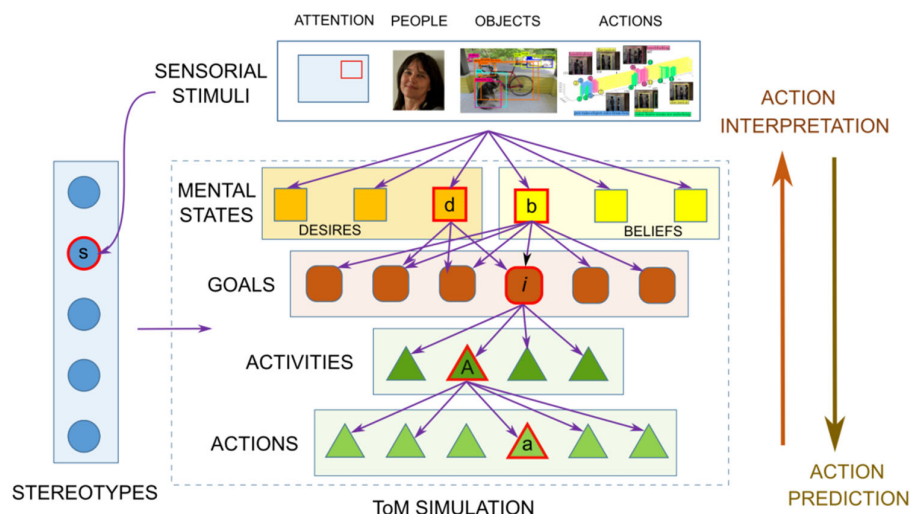 ATTENTION
PEOPLE
OBJECTS
ACTIONS
SENSORIAL
STIMULI
ACTION
INTERPRETATION
MENTAL
STATES
d
b
DESIRES
BELIEFS
s
GOALS
i
ACTIVITIES
A
ACTIONS
a
STEREOTYPES
ToM SIMULATION
ACTION
PREDICTION